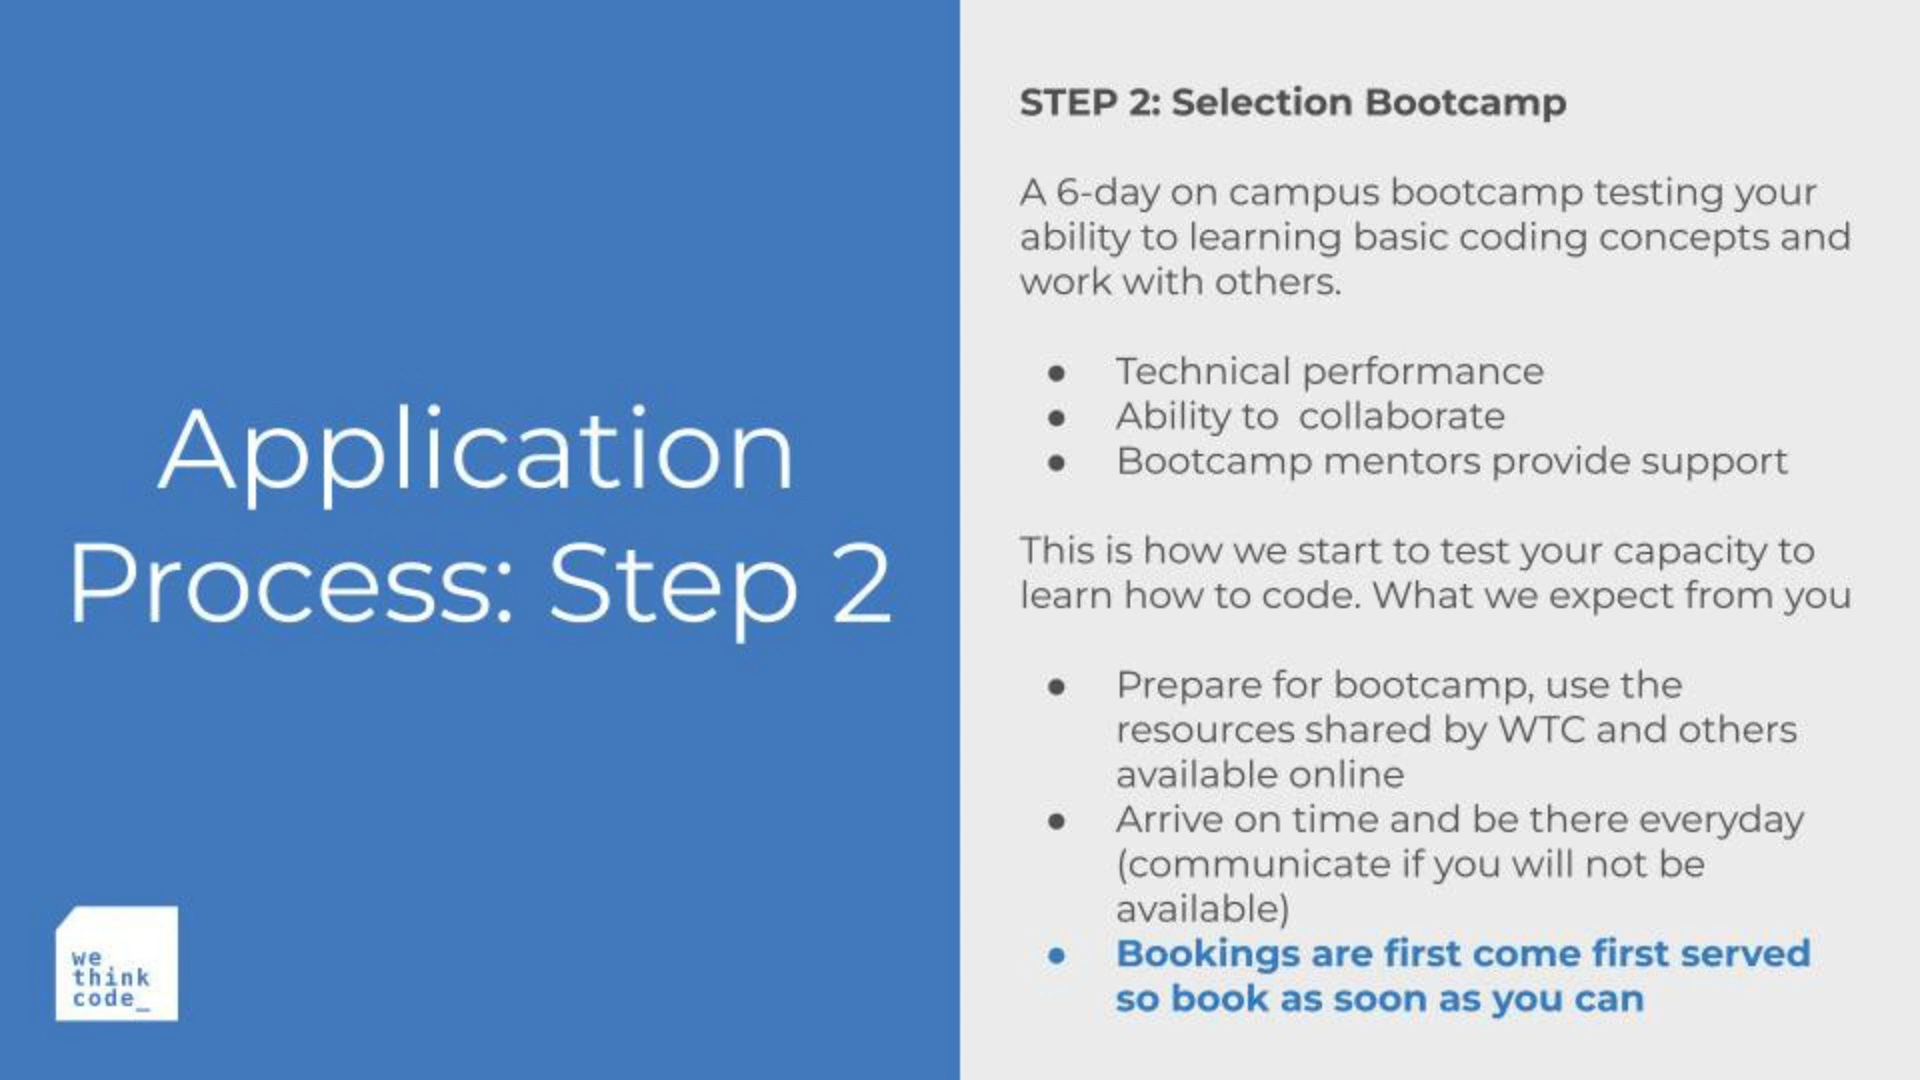 Application
Process: Step 2
we
think
code_
STEP 2: Selection Bootcamp
A 6-day on campus bootcamp testing your
ability to learning basic coding concepts and
work with others.
● Technical performance
● Ability to  collaborate
● Bootcamp mentors provide support
This is how we start to test your capacity to
learn how to code. What we expect from you
● Prepare for bootcamp, use the
resources shared by WTC and others
available online
● Arrive on time and be there everyday
(communicate if you will not be
available)
● Bookings are first come first served
so book as soon as you can